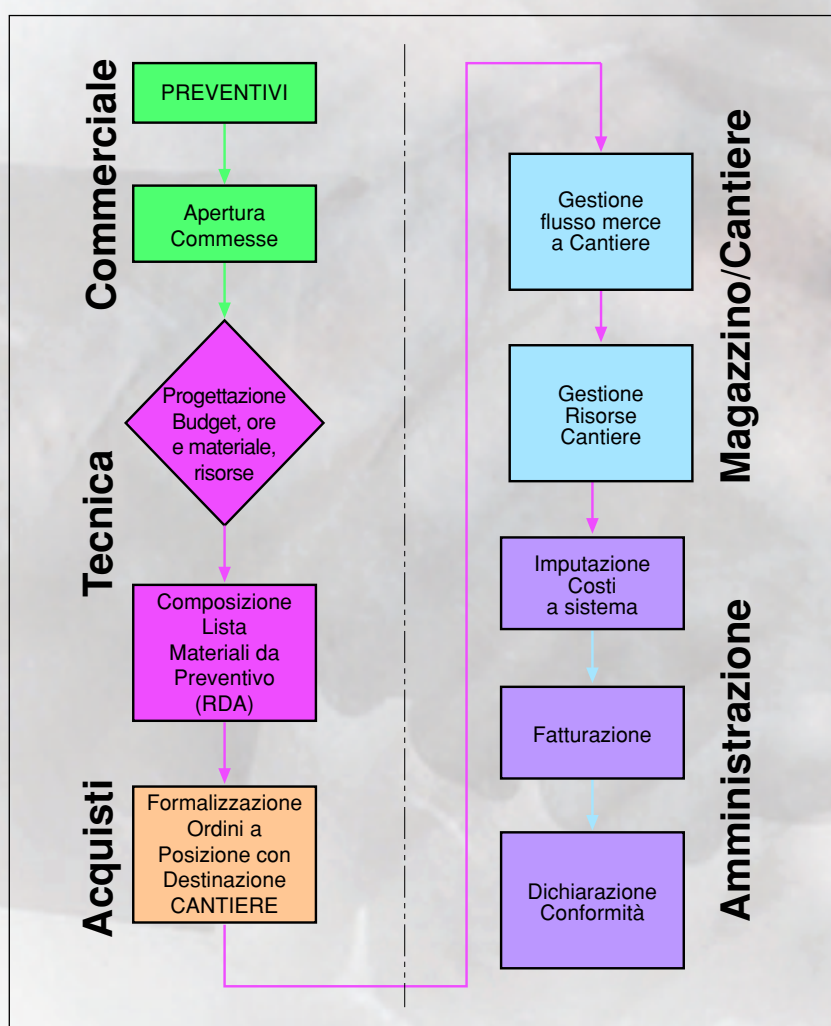 Commerciale
PREVENTIVI
Apertura
Commesse
Tecnica
Progettazione
Budget, ore
e materiale,
risorse
Composizione
Lista
Materiali da
Preventivo
(RDA)
Acquisti
Formalizzazione
Ordini a
Posizione con
Destinazione
CANTIERE
Magazzino/Cantiere
Gestione
flusso merce
a Cantiere
Gestione
Risorse
Cantiere
Amministrazione
Imputazione
Costi
a sistema
Fatturazione
Dichiarazione
Conformità